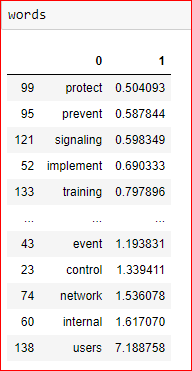 words
0 1
99 protect 0.504093
95 prevent 0.587844
121 signaling 0.598349
52 implement 0.690333
133 training 0.797896
... ... ...
43 event 1.193831
23 control 1.339411
74 network 1.536078
60 internal 1.617070
138 users 7.188758